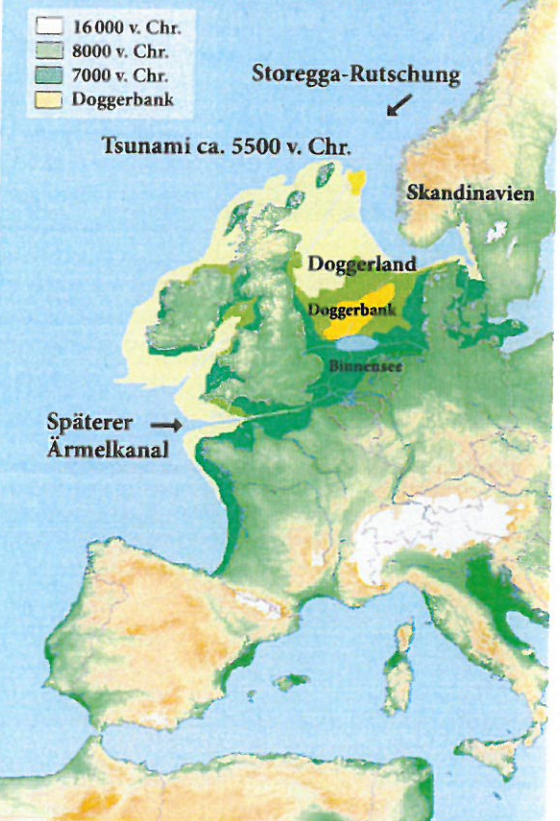 16 000 v. Chr.
8000 v. Chr.
7000 v. Chr.
Doggerbank
Storegga-Rutschung
Tsunami ca. 5500 v. Chr.
Skandinavien
Doggerland
Doggerbank
Binnensee
Späterer
Ärmelkanal